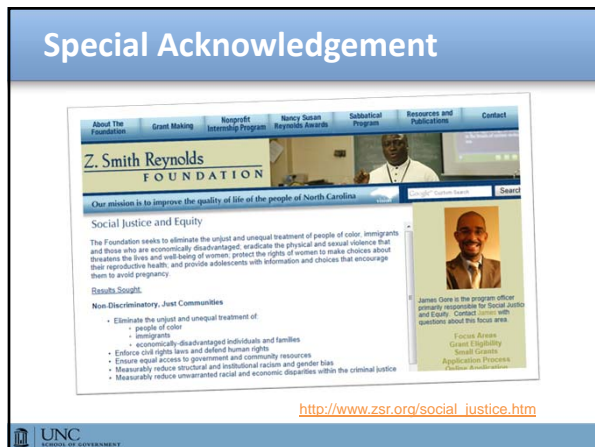 Special Acknowledgement
About The Foundation
Grant Making
Nonprofit Internship Program
Nancy Susan Reynolds Awards
Sabbatical Program
Resources and Publications
Contact
Z. Smith Reynolds
FOUNDATION
Our mission is to improve the quality of life of the people of North Carolina
Google™ Custom Search
Search
Social Justice and Equity
The Foundation seeks to eliminate the unjust and unequal treatment of people of color, immigrants
and those who are economically disadvantaged; eradicate the physical and sexual violence that
threatens the lives and well-being of women; protect the rights of women to make choices about
their reproductive health; and provide adolescents with information and choices that encourage
them to avoid pregnancy.
Results Sought:
Non-Discriminatory, Just Communities
• Eliminate the unjust and unequal treatment of:
• people of color
• immigrants
• economically-disadvantaged individuals and families
• Enforce civil rights laws and defend human rights
• Ensure equal access to government and community resources
• Measurably reduce structural and institutional racism and gender bias
• Measurably reduce unwarranted racial and economic disparities within the criminal justice
James Gore is the program officer
primarily responsible for Social Justice
and Equity. Contact James with
questions about this focus area.
Focus Areas
Grant Eligibility
Small Grants
Application Process
Online Application
http://www.zsr.org/social_justice.htm
UNC
SCHOOL OF GOVERNMENT